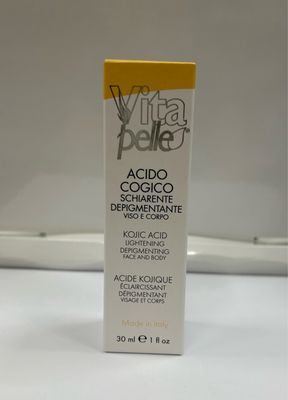 Vita
pelle
ACIDO
COGICO
SCHIARENTE
DEPIGMENTANTE
VISO E CORPO
KOJIC ACID
LIGHTENING
DEPIGMENTING
FACE AND BODY
ACIDE KOJIQUE
ÉCLAIRCISSANT
DÉPIGMENTANT
VISAGE ET CORPS
Made in Italy
30 ml ℮ 1 fl oz